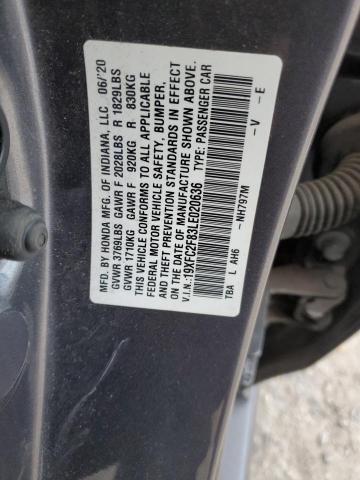 MFD. BY HONDA MFG. OF INDIANA, LLC 06/'20
GVWR 3769LBS GAWR F 2028LBS R 1829LBS
GVWR 1710KG GAWR F 920KG R 830KG
THIS VEHICLE CONFORMS TO ALL APPLICABLE
FEDERAL MOTOR VEHICLE SAFETY, BUMPER,
AND THEFT PREVENTION STANDARDS IN EFFECT
ON THE DATE OF MANUFACTURE SHOWN ABOVE.
V.I.N.:19XFC2F83LE020636 TYPE: PASSENGER CAR
TBA L AH6 -NH797M -V -E